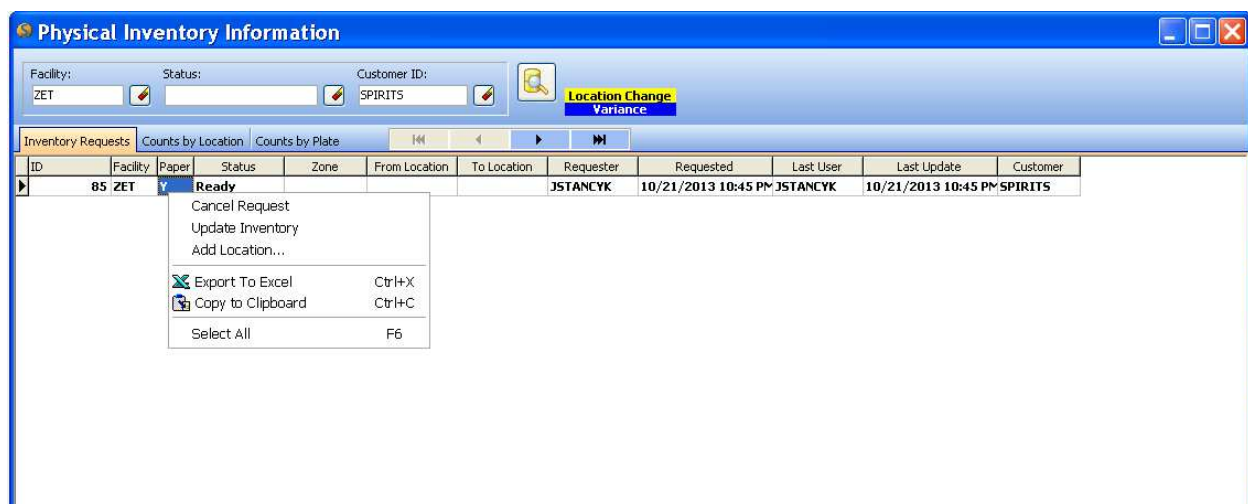 Physical Inventory Information
Facility: Status: Customer ID:
ZET SPIRITS
Location Change
Variance
Inventory Requests Counts by Location Counts by Plate
ID Facility Paper Status Zone From Location To Location Requester Requested Last User Last Update Customer
85 ZET Y Ready JSTANCYK 10/21/2013 10:45 PM JSTANCYK 10/21/2013 10:45 PM SPIRITS
Cancel Request
Update Inventory
Add Location...
Export To Excel Ctrl+X
Copy to Clipboard Ctrl+C
Select All F6